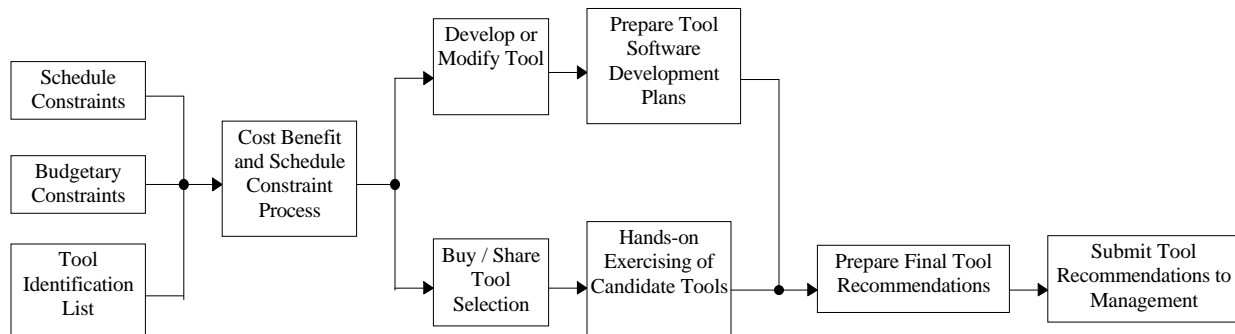 Schedule
Constraints
Budgetary
Constraints
Tool
Identification
List
Cost Benefit
and Schedule
Constraint
Process
Develop or
Modify Tool
Prepare Tool
Software
Development
Plans
Buy / Share
Tool
Selection
Hands-on
Exercising of
Candidate Tools
Prepare Final Tool
Recommendations
Submit Tool
Recommendations to
Management